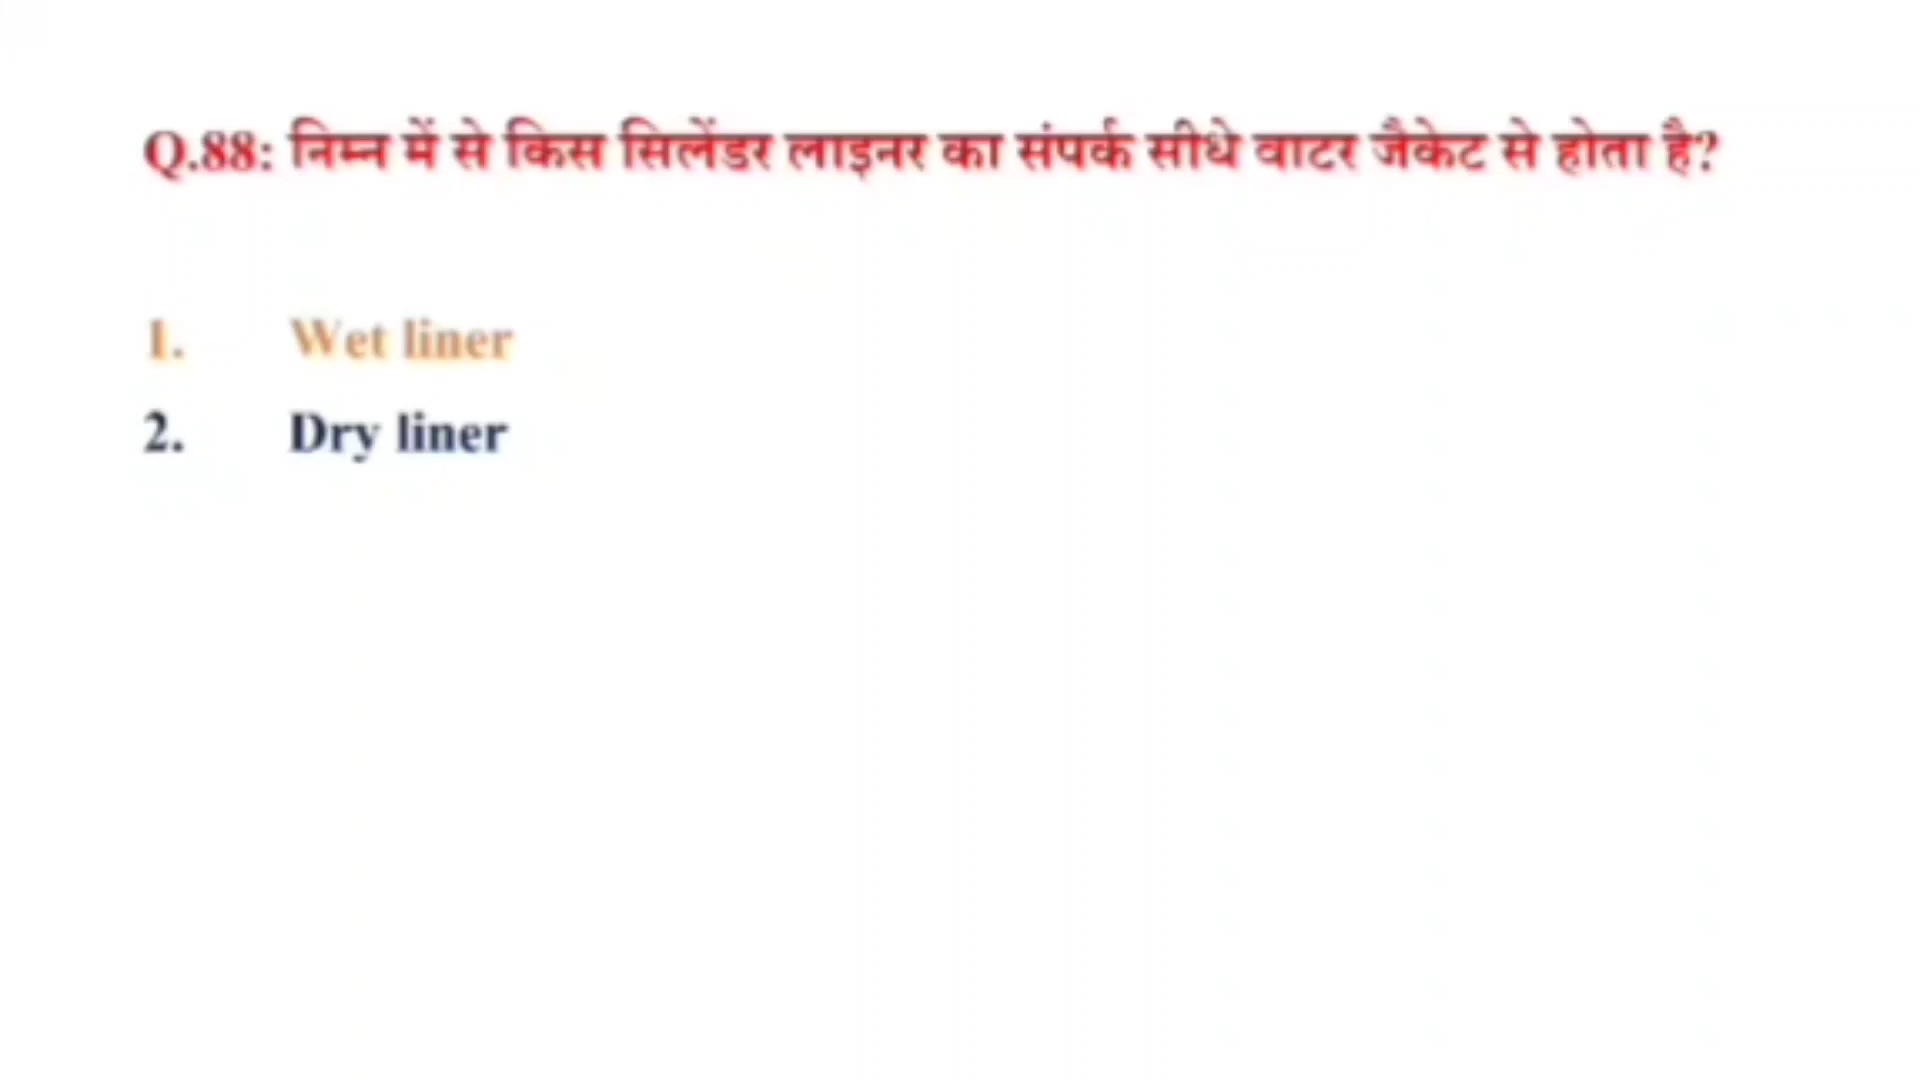 Q.88: निम्न में से किस सिलेंडर लाइनर का संपर्क सीधे वाटर जैकेट से होता है?
1. Wet liner
2. Dry liner